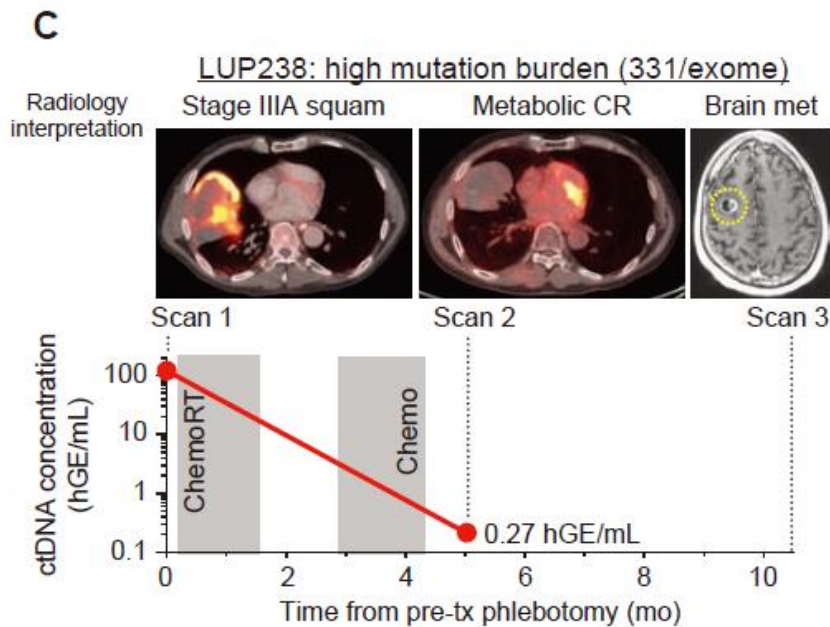 C
LUP238: high mutation burden (331/exome)
Radiology
interpretation
Stage IIIA squam
Metabolic CR
Brain met
Scan 1
Scan 2
Scan 3
ctDNA concentration
(hGE/mL)
100
10
1
0.1
ChemoRT
Chemo
0.27 hGE/mL
0
2
4
6
8
10
Time from pre-tx phlebotomy (mo)